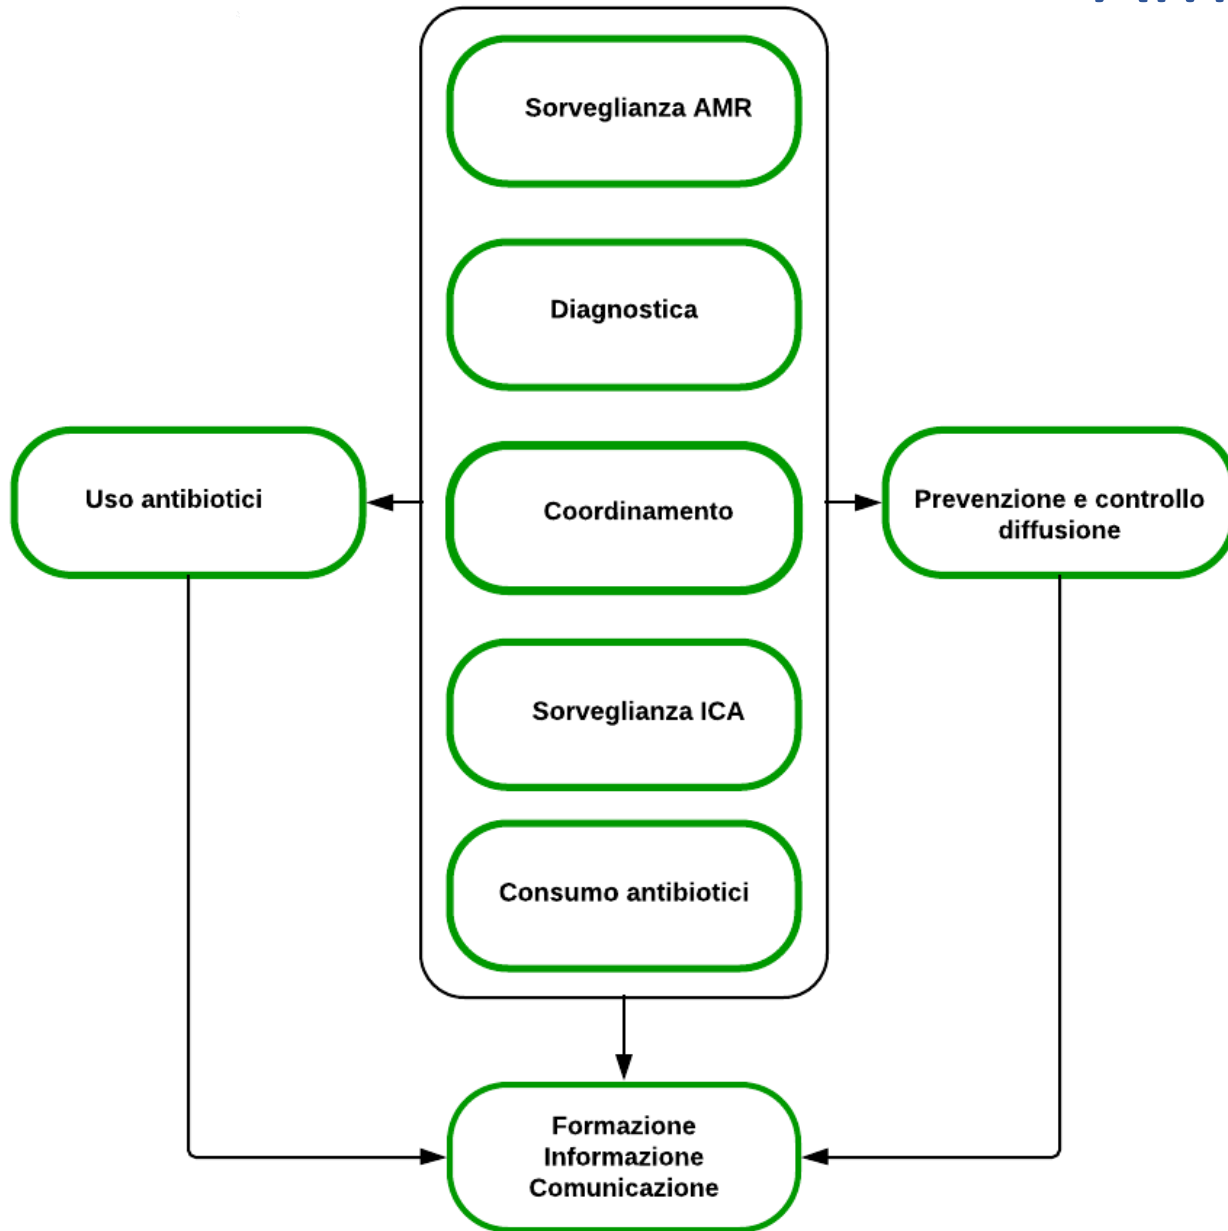 Sorveglianza AMR
Diagnostica
Uso antibiotici
Coordinamento
Prevenzione e controllo
diffusione
Sorveglianza ICA
Consumo antibiotici
Formazione
Informazione
Comunicazione